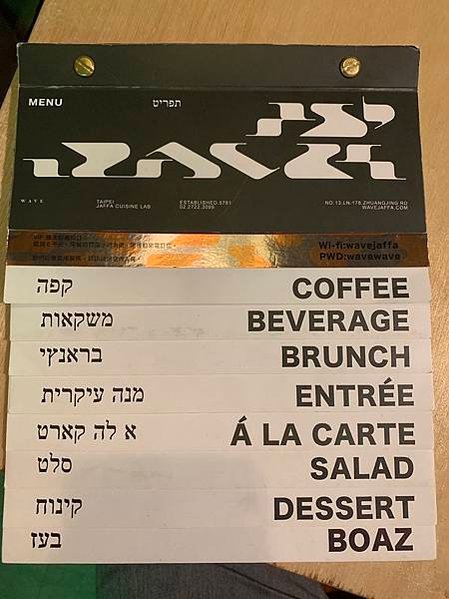 MENU תפריט
WAVE TAIPEI ESTABLISHED.5781 NO.13,LN.178,ZHUANGJING RD
JAFFA CUISINE LAB 02.2722.3099 WAVEJAFFA.COM
Wi-fi:wavejaffa
PWD:wavewave
קפה COFFEE
משקאות BEVERAGE
בראנץ׳ BRUNCH
מנה עיקרית ENTRÉE
א לה קארט Á LA CARTE
סלט SALAD
קינוח DESSERT
בעז BOAZ